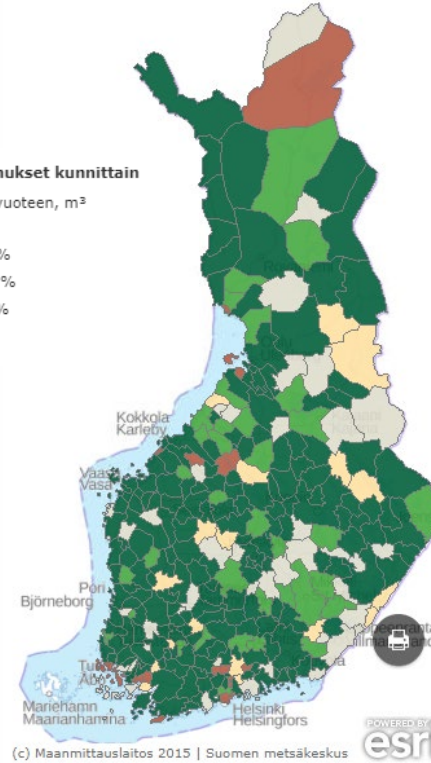 ukset kunnittain
vuoteen, m³
%
%
%
Kokkola
Karleby
Vaasa
Vasa
Pori
Björneborg
Turku
Åbo
Mariehamn
Maarianhamina
Helsinki
Helsingfors
POWERED BY
esri
(c) Maanmittauslaitos 2015 | Suomen metsäkeskus